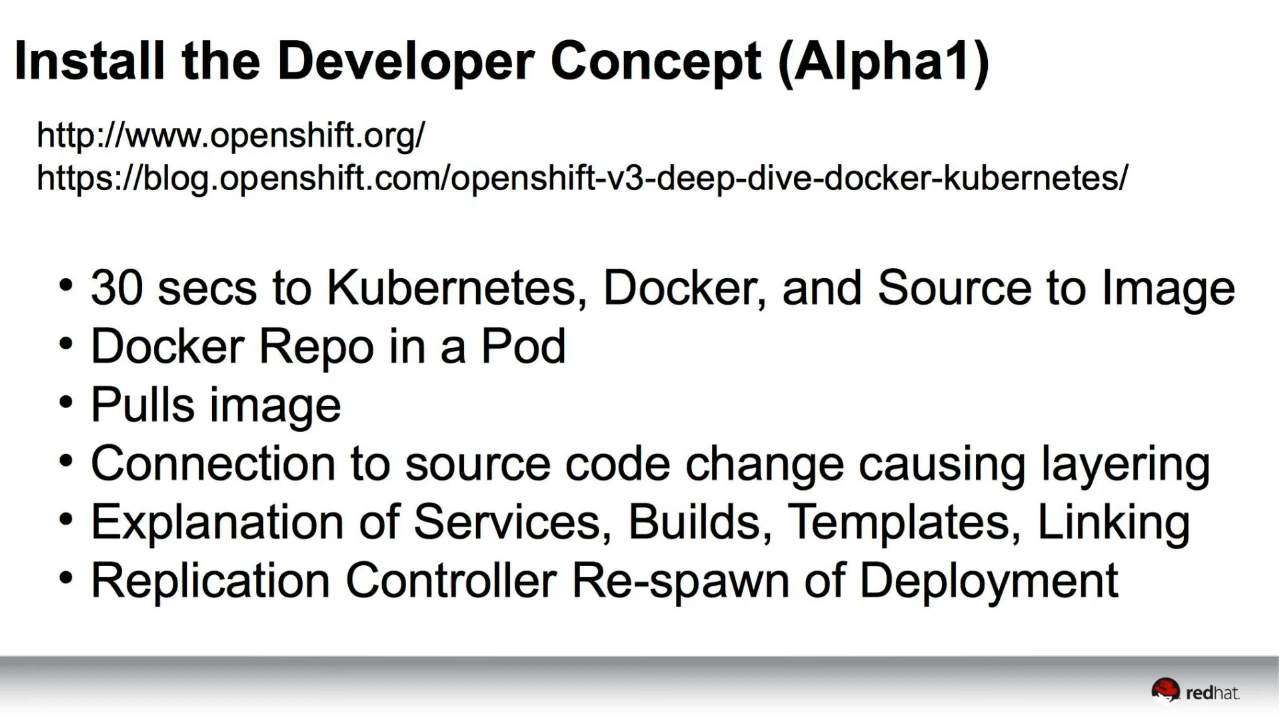 Install the Developer Concept (Alpha1)
http://www.openshift.org/
https://blog.openshift.com/openshift-v3-deep-dive-docker-kubernetes/
• 30 secs to Kubernetes, Docker, and Source to Image
• Docker Repo in a Pod
• Pulls image
• Connection to source code change causing layering
• Explanation of Services, Builds, Templates, Linking
• Replication Controller Re-spawn of Deployment
redhat.